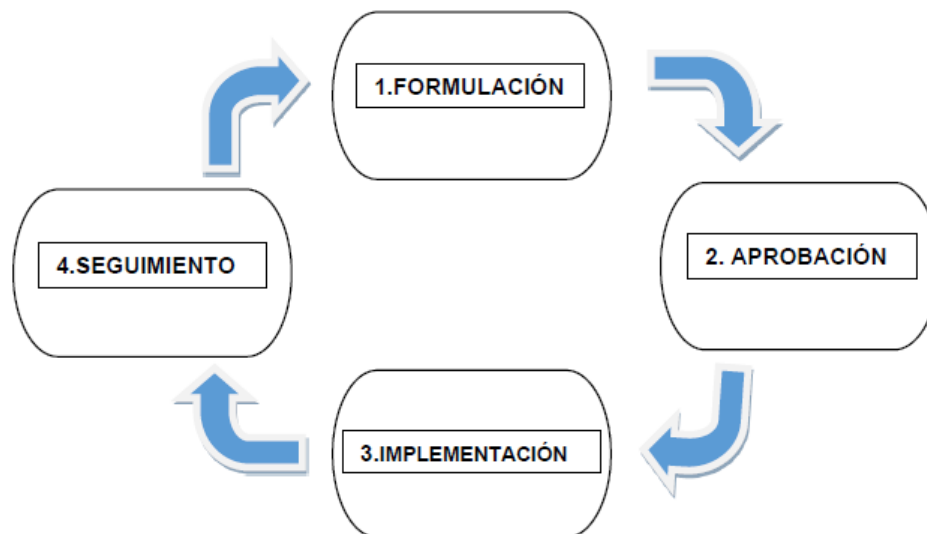 1.FORMULACIÓN
2. APROBACIÓN
3.IMPLEMENTACIÓN
4.SEGUIMIENTO